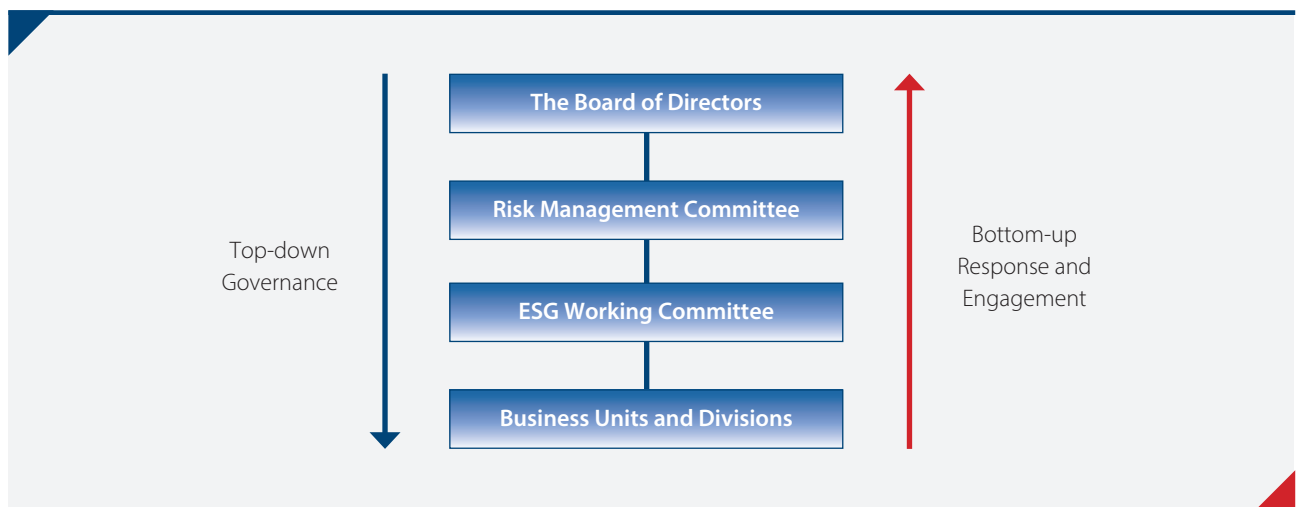 The Board of Directors
Risk Management Committee
Top-down
Governance
Bottom-up
Response and
Engagement
ESG Working Committee
Business Units and Divisions